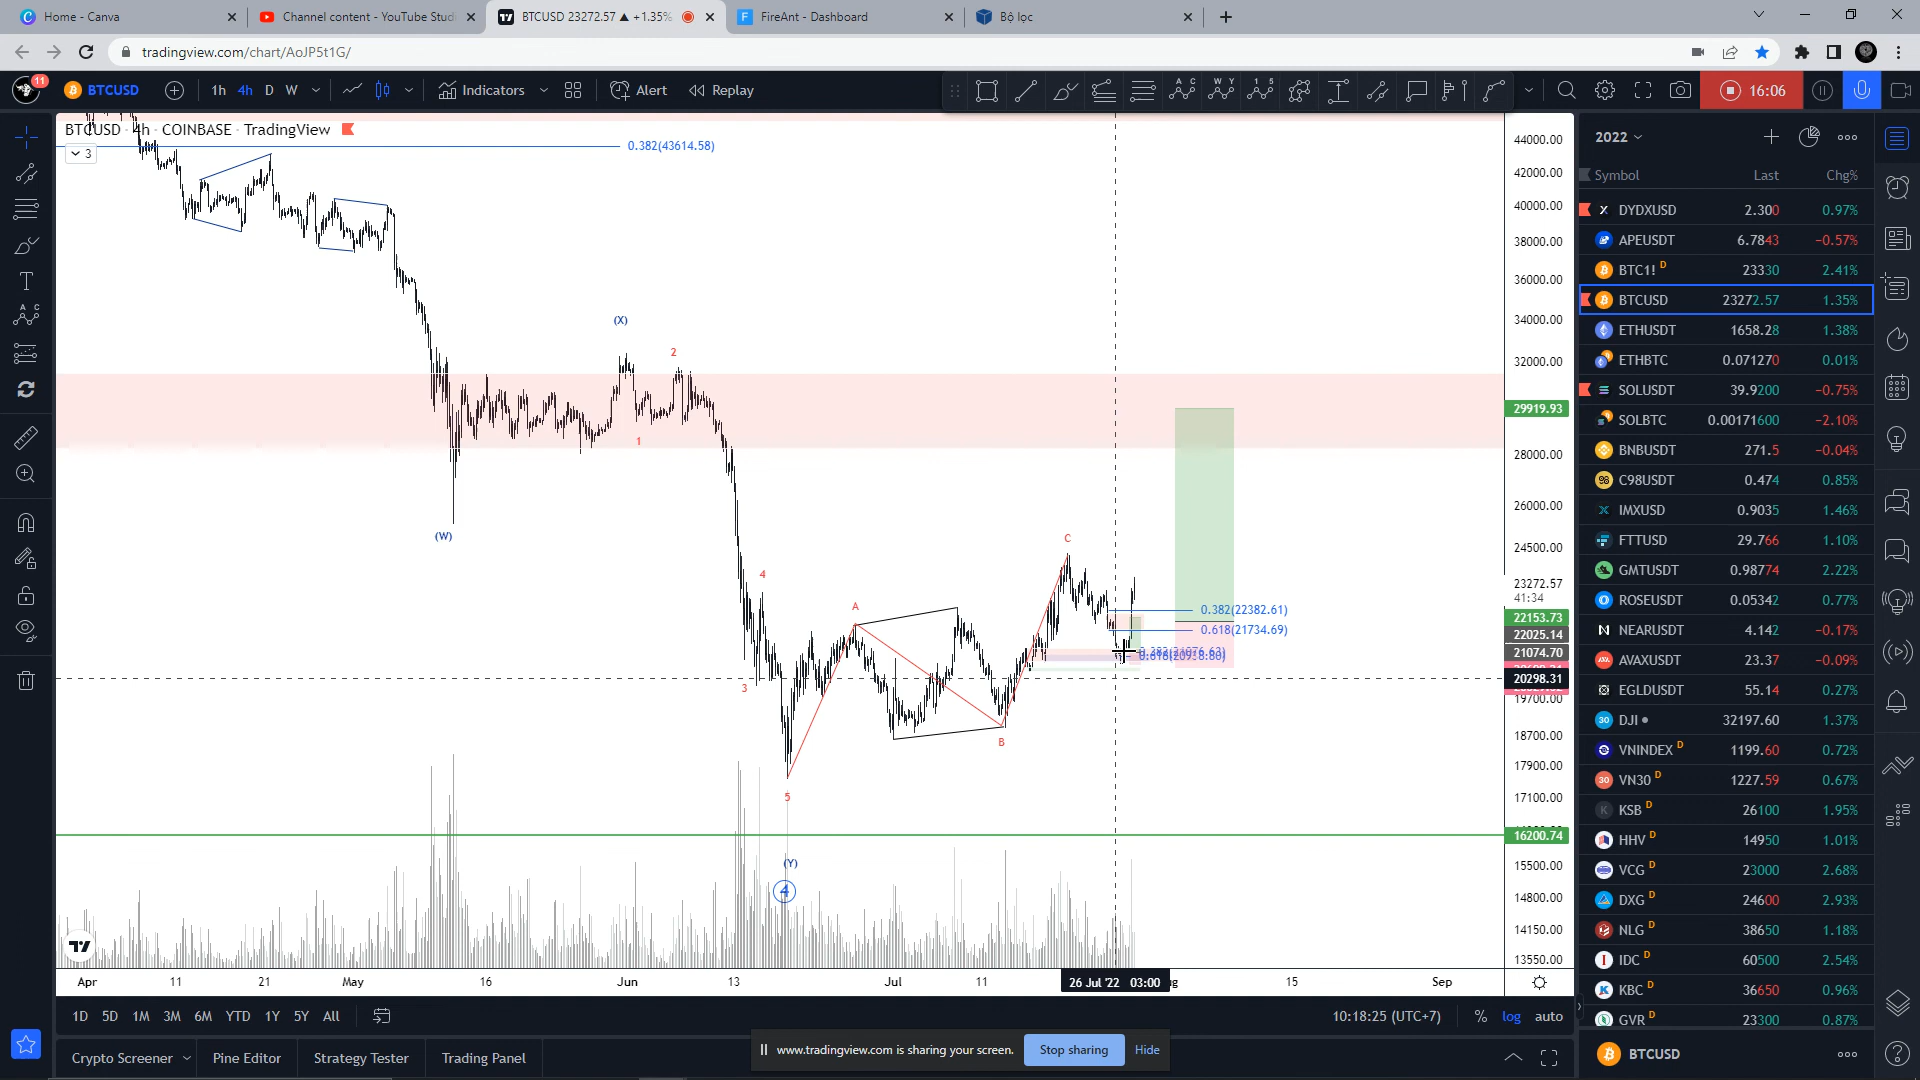 Home - Canva
Channel content - YouTube Stud
BTCUSD 23272.57 ▲ +1.35%
FireAnt - Dashboard
Bộ lọc
tradingview.com/chart/AoJP5t1G/
11
BTCUSD
1h 4h D W
Indicators
Alert
Replay
16:06
BTCUSD · 4h · COINBASE · TradingView
3
0.382(43614.58)
(X)
2
1
(W)
4
3
5
A
B
C
(Y)
4
0.382(22382.61)
0.618(21734.69)
44000.00
42000.00
40000.00
38000.00
36000.00
34000.00
32000.00
29919.93
28000.00
26000.00
24500.00
23272.57
41:34
22153.73
22025.14
21074.70
20298.31
19700.00
18700.00
17900.00
17100.00
16200.74
15500.00
14800.00
14150.00
13550.00
Apr 11 21 May 16 Jun 13 Jul 11 26 Jul '22 03:00 ug 15 Sep
1D 5D 1M 3M 6M YTD 1Y 5Y All
10:18:25 (UTC+7) % log auto
Crypto Screener
Pine Editor
Strategy Tester
Trading Panel
www.tradingview.com is sharing your screen.
Stop sharing
Hide
2022
Symbol Last Chg%
DYDXUSD 2.300 0.97%
APEUSDT 6.7843 −0.57%
BTC1! D 23330 2.41%
BTCUSD 23272.57 1.35%
ETHUSDT 1658.28 1.38%
ETHBTC 0.071270 0.01%
SOLUSDT 39.9200 −0.75%
SOLBTC 0.00171600 −2.10%
BNBUSDT 271.5 −0.04%
C98USDT 0.474 0.85%
IMXUSD 0.9035 1.46%
FTTUSD 29.766 1.10%
GMTUSDT 0.98774 2.22%
ROSEUSDT 0.05342 0.77%
NEARUSDT 4.142 −0.17%
AVAXUSDT 23.37 −0.09%
EGLDUSDT 55.14 0.27%
DJI 32197.60 1.37%
VNINDEX D 1199.60 0.72%
VN30 D 1227.59 0.67%
KSB D 26100 1.95%
HHV D 14950 1.01%
VCG D 23000 2.68%
DXG D 24600 2.93%
NLG D 38650 1.18%
IDC D 60500 2.54%
KBC D 36650 0.96%
GVR D 23300 0.87%
BTCUSD